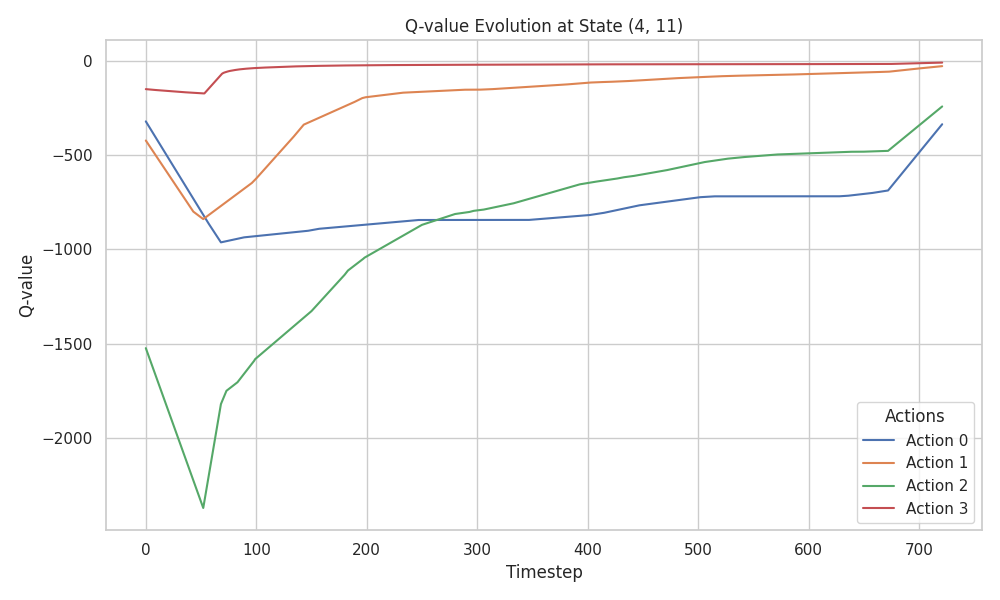 Q-value Evolution at State (4, 11)
Q-value
0
−500
−1000
−1500
−2000
0 100 200 300 400 500 600 700
Timestep
Actions
Action 0
Action 1
Action 2
Action 3